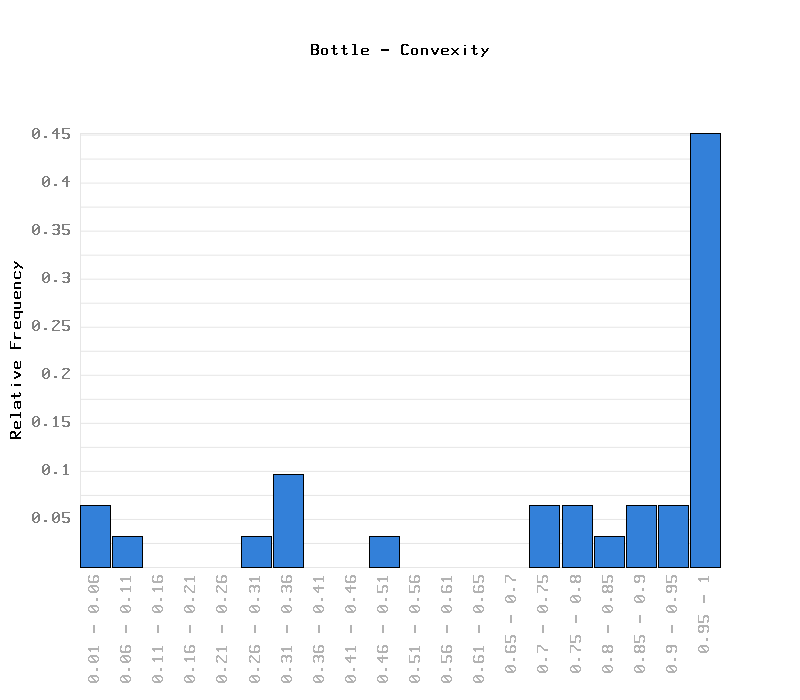 Bottle - Convexity
Relative Frequency
0.45
0.4
0.35
0.3
0.25
0.2
0.15
0.1
0.05
0.01 - 0.06
0.06 - 0.11
0.11 - 0.16
0.16 - 0.21
0.21 - 0.26
0.26 - 0.31
0.31 - 0.36
0.36 - 0.41
0.41 - 0.46
0.46 - 0.51
0.51 - 0.56
0.56 - 0.61
0.61 - 0.65
0.65 - 0.7
0.7 - 0.75
0.75 - 0.8
0.8 - 0.85
0.85 - 0.9
0.9 - 0.95
0.95 - 1